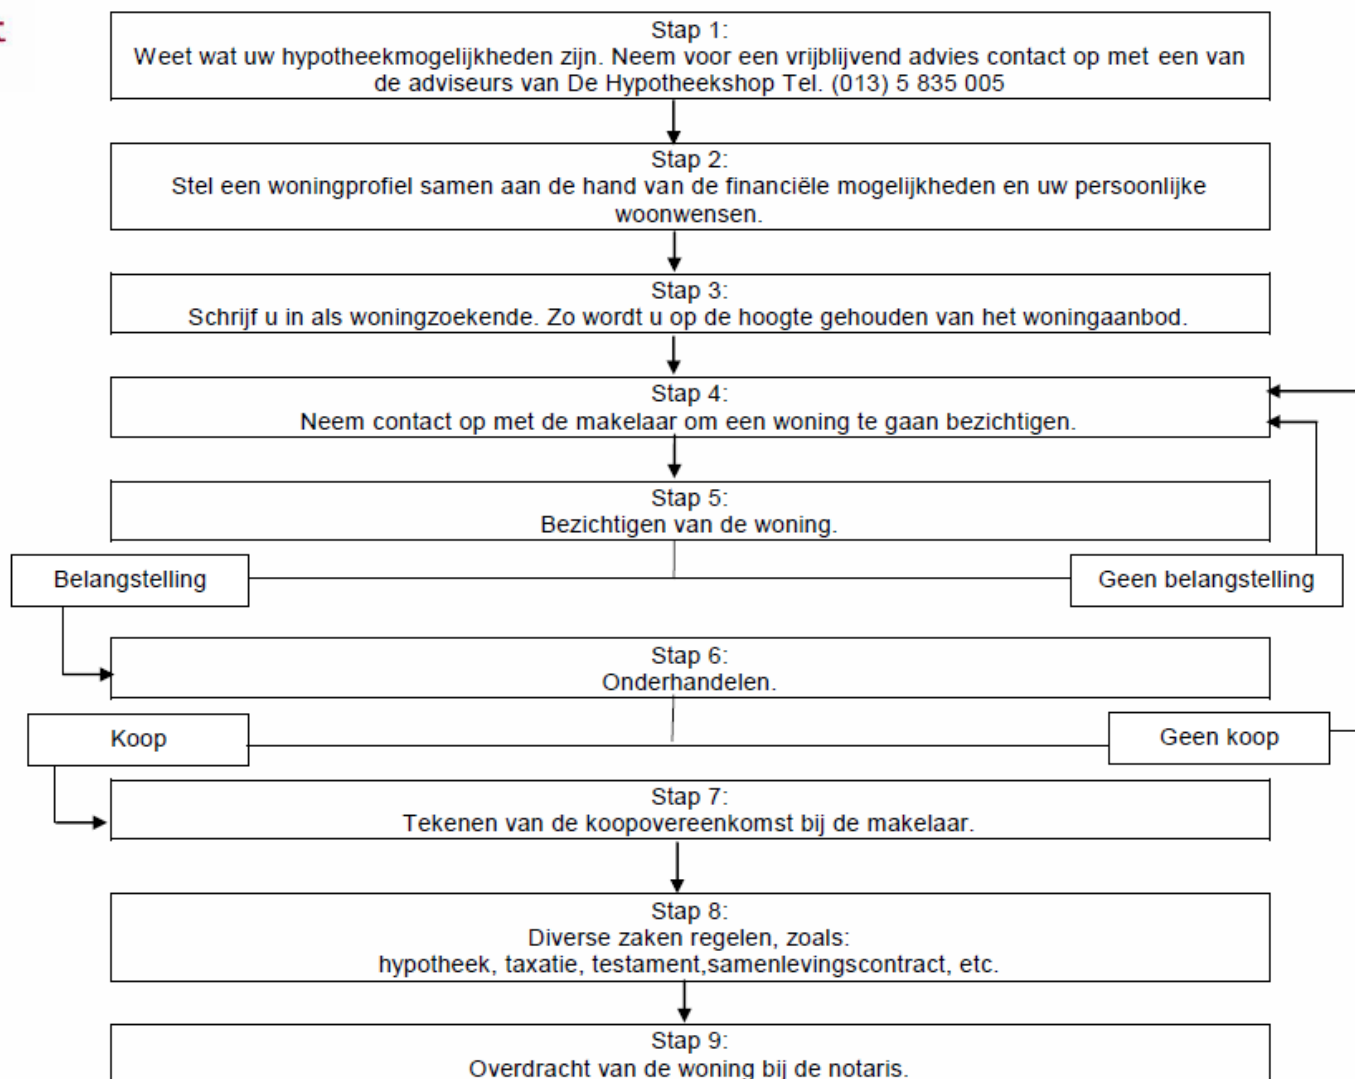 Stap 1:
Weet wat uw hypotheekmogelijkheden zijn. Neem voor een vrijblijvend advies contact op met een van
de adviseurs van De Hypotheekshop Tel. (013) 5 835 005
Stap 2:
Stel een woningprofiel samen aan de hand van de financiële mogelijkheden en uw persoonlijke
woonwensen.
Stap 3:
Schrijf u in als woningzoekende. Zo wordt u op de hoogte gehouden van het woningaanbod.
Stap 4:
Neem contact op met de makelaar om een woning te gaan bezichtigen.
Stap 5:
Bezichtigen van de woning.
Belangstelling
Geen belangstelling
Stap 6:
Onderhandelen.
Koop
Geen koop
Stap 7:
Tekenen van de koopovereenkomst bij de makelaar.
Stap 8:
Diverse zaken regelen, zoals:
hypotheek, taxatie, testament,samenlevingscontract, etc.
Stap 9:
Overdracht van de woning bij de notaris.